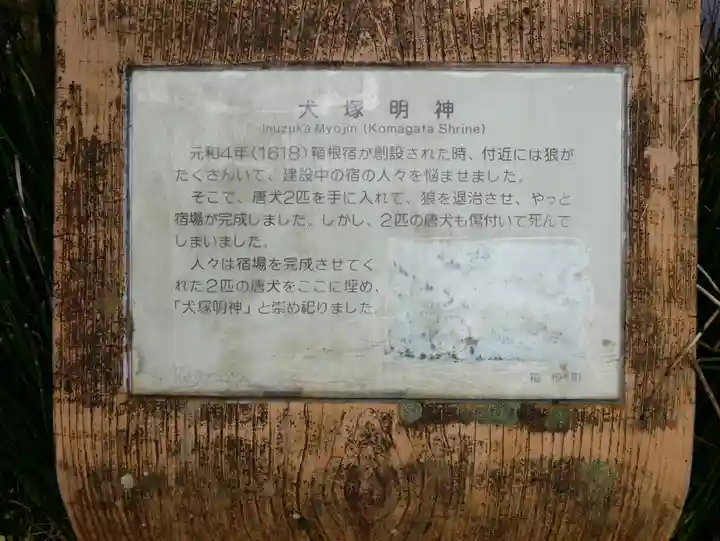 犬塚明神
Inuzuka Myojin (Komagata Shrine)
元和4年(1618)箱根宿が創設された時、付近には狼が
たくさんいて、建設中の宿の人々を悩ませました。
そこで、唐犬2匹を手に入れて、狼を退治させ、やっと
宿場が完成しました。しかし、2匹の唐犬も傷付いて死んで
しまいました。
人々は宿場を完成させてく
れた2匹の唐犬をここに埋め、
「犬塚明神」と崇め祀りました。
箱根町